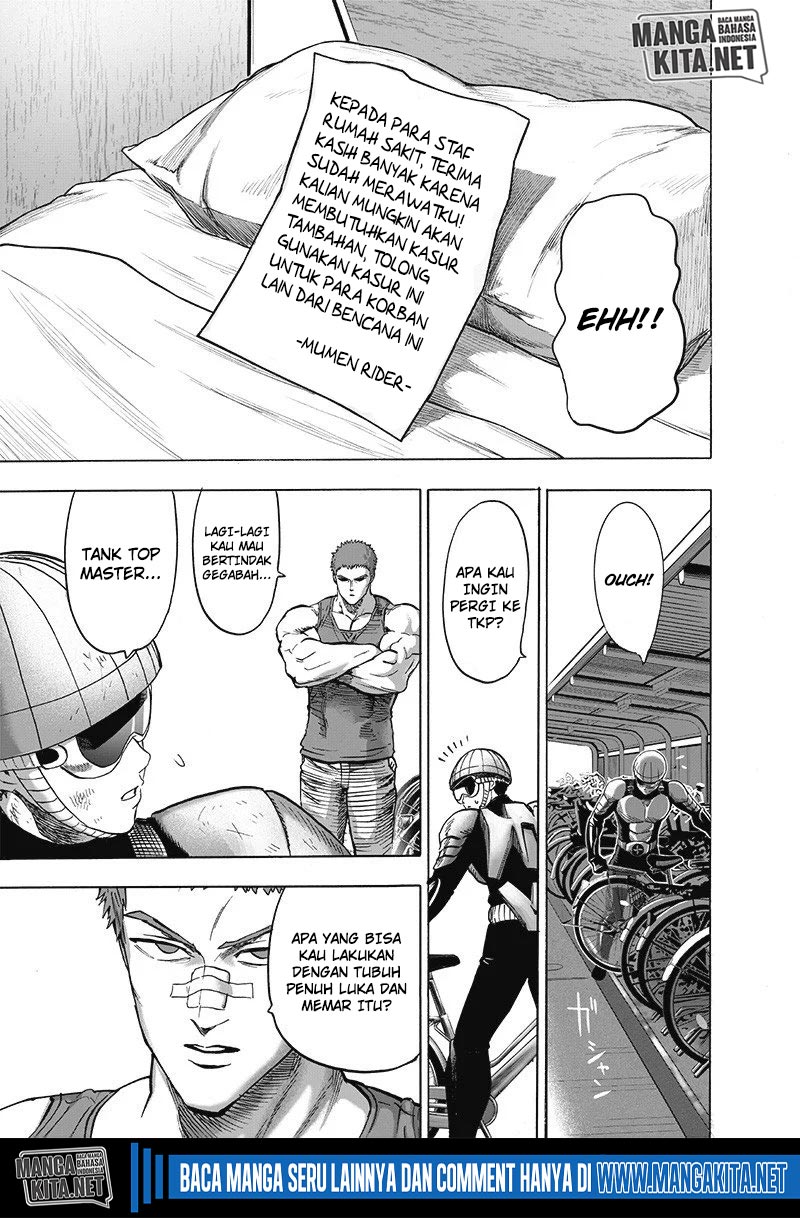 MANGA
KITA.NET
BACA MANGA
BAHASA
INDONESIA
KEPADA PARA STAF
RUMAH SAKIT, TERIMA
KASIH BANYAK KARENA
SUDAH MERAWATKU!
KALIAN MUNGKIN AKAN
MEMBUTUHKAN KASUR
TAMBAHAN, TOLONG
GUNAKAN KASUR INI
UNTUK PARA KORBAN
LAIN DARI BENCANA INI
-MUMEN RIDER-
EHH!!
OUCH!
ガシャン
APA KAU
INGIN
PERGI KE
TKP?
LAGI-LAGI
KAU MAU
BERTINDAK
GEGABAH...
TANK TOP
MASTER...
APA YANG BISA
KAU LAKUKAN
DENGAN TUBUH
PENUH LUKA DAN
MEMAR ITU?
MANGA
KITA.NET
BACA MANGA
BAHASA
INDONESIA
BACA MANGA SERU LAINNYA DAN COMMENT HANYA DI WWW.MANGAKITA.NET